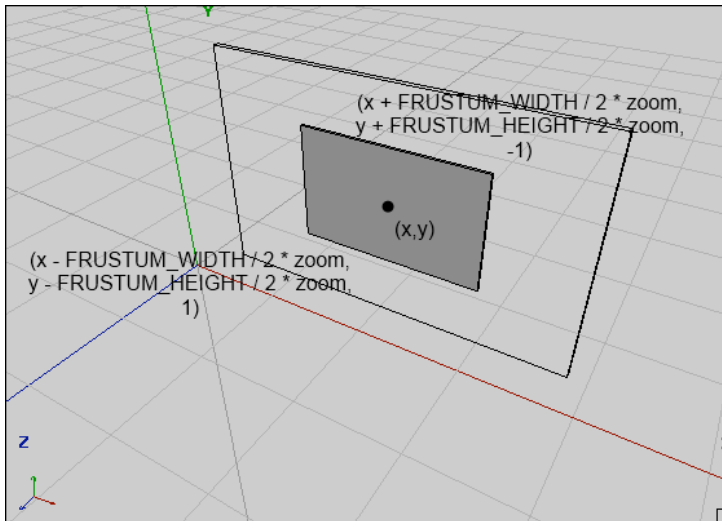 Y
(x + FRUSTUM_WIDTH / 2 * zoom,
y + FRUSTUM_HEIGHT / 2 * zoom,
-1)
(x,y)
(x - FRUSTUM_WIDTH / 2 * zoom,
y - FRUSTUM_HEIGHT / 2 * zoom,
1)
Z